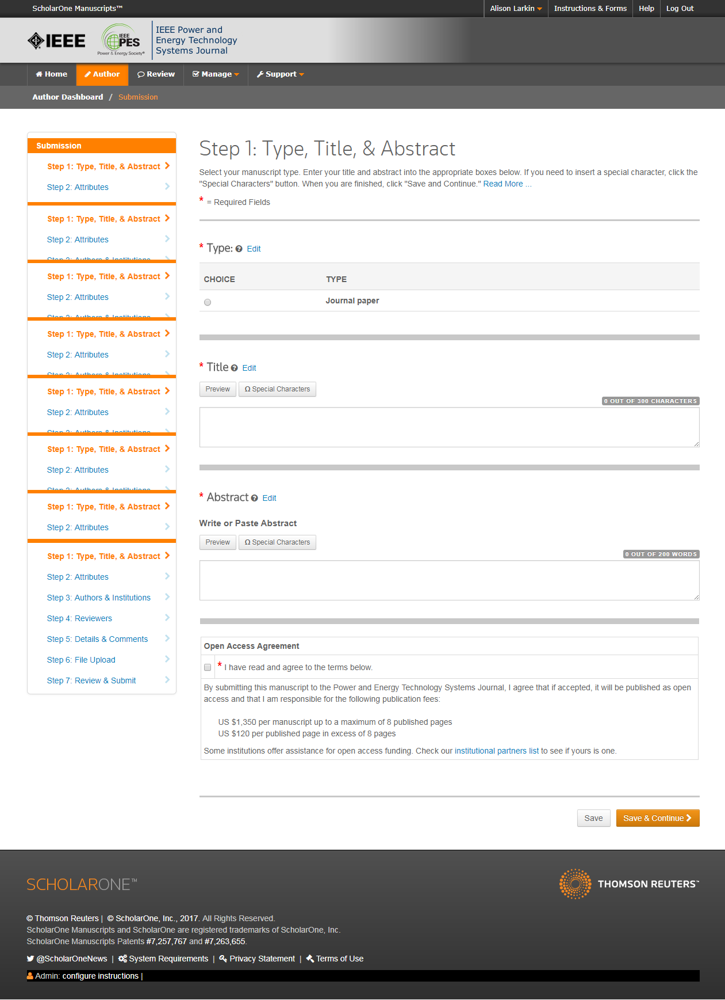 ScholarOne Manuscripts™
Alison Larkin
Instructions & Forms
Help
Log Out
IEEE
IEEE
PES
Power & Energy Society®
IEEE Power and
Energy Technology
Systems Journal
Home
Author
Review
Manage
Support
Author Dashboard / Submission
Submission
Step 1: Type, Title, & Abstract
Step 2: Attributes
Step 1: Type, Title, & Abstract
Step 2: Attributes
Step 3: Authors & Institutions
Step 1: Type, Title, & Abstract
Step 2: Attributes
Step 3: Authors & Institutions
Step 1: Type, Title, & Abstract
Step 2: Attributes
Step 3: Authors & Institutions
Step 1: Type, Title, & Abstract
Step 2: Attributes
Step 3: Authors & Institutions
Step 1: Type, Title, & Abstract
Step 2: Attributes
Step 3: Authors & Institutions
Step 1: Type, Title, & Abstract
Step 2: Attributes
Step 1: Type, Title, & Abstract
Step 2: Attributes
Step 3: Authors & Institutions
Step 4: Reviewers
Step 5: Details & Comments
Step 6: File Upload
Step 7: Review & Submit
Step 1: Type, Title, & Abstract
Select your manuscript type. Enter your title and abstract into the appropriate boxes below. If you need to insert a special character, click the
"Special Characters" button. When you are finished, click "Save and Continue." Read More ...
* = Required Fields
* Type: Edit
CHOICE TYPE
Journal paper
* Title Edit
Preview
Ω Special Characters
0 OUT OF 300 CHARACTERS
* Abstract Edit
Write or Paste Abstract
Preview
Ω Special Characters
0 OUT OF 200 WORDS
Open Access Agreement
* I have read and agree to the terms below.
By submitting this manuscript to the Power and Energy Technology Systems Journal, I agree that if accepted, it will be published as open
access and that I am responsible for the following publication fees:
US $1,350 per manuscript up to a maximum of 8 published pages
US $120 per published page in excess of 8 pages
Some institutions offer assistance for open access funding. Check our institutional partners list to see if yours is one.
Save
Save & Continue
SCHOLARONE™
THOMSON REUTERS™
© Thomson Reuters | © ScholarOne, Inc., 2017. All Rights Reserved.
ScholarOne Manuscripts and ScholarOne are registered trademarks of ScholarOne, Inc.
ScholarOne Manuscripts Patents #7,257,767 and #7,263,655.
@ScholarOneNews | System Requirements | Privacy Statement | Terms of Use
Admin: configure instructions |